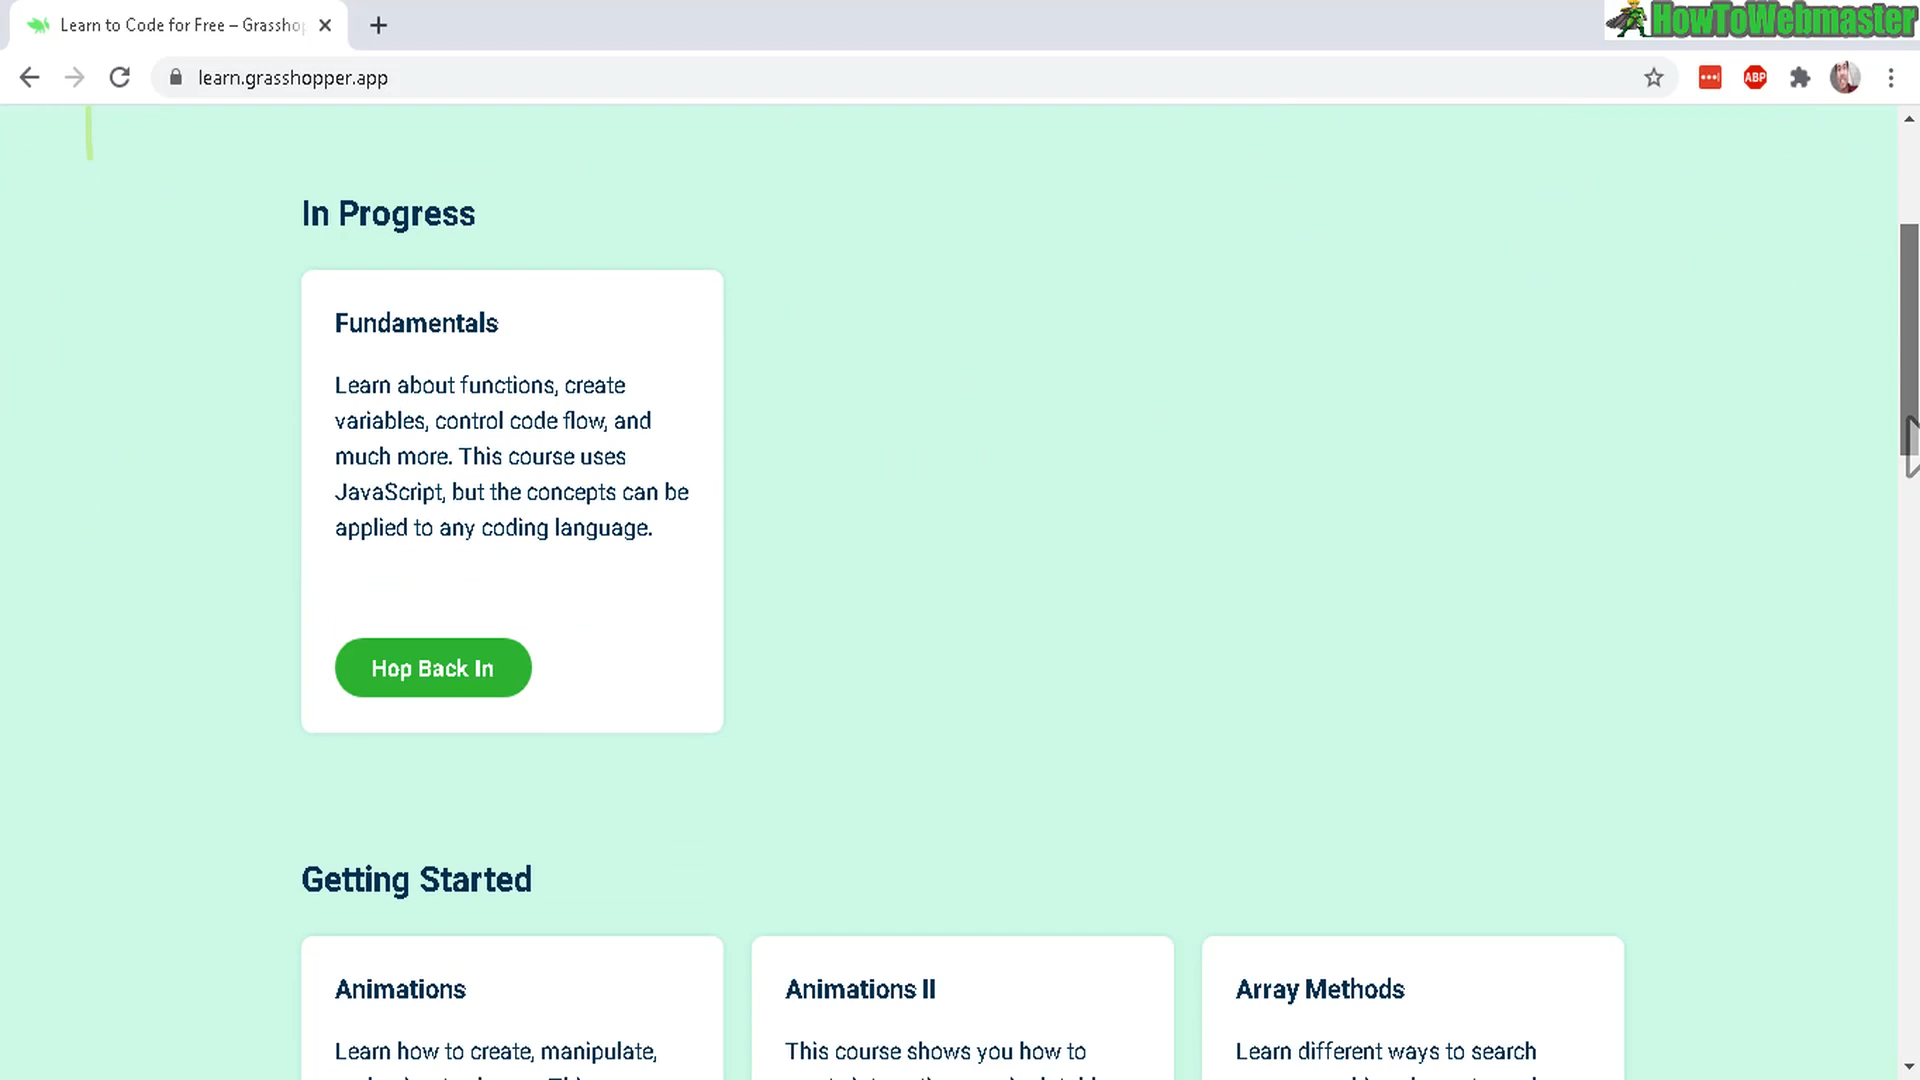 Learn to Code for Free – Grasshop
HowToWebmaster
learn.grasshopper.app
ABP
In Progress
Fundamentals
Learn about functions, create
variables, control code flow, and
much more. This course uses
JavaScript, but the concepts can be
applied to any coding language.
Hop Back In
Getting Started
Animations
Learn how to create, manipulate,
Animations II
This course shows you how to
Array Methods
Learn different ways to search